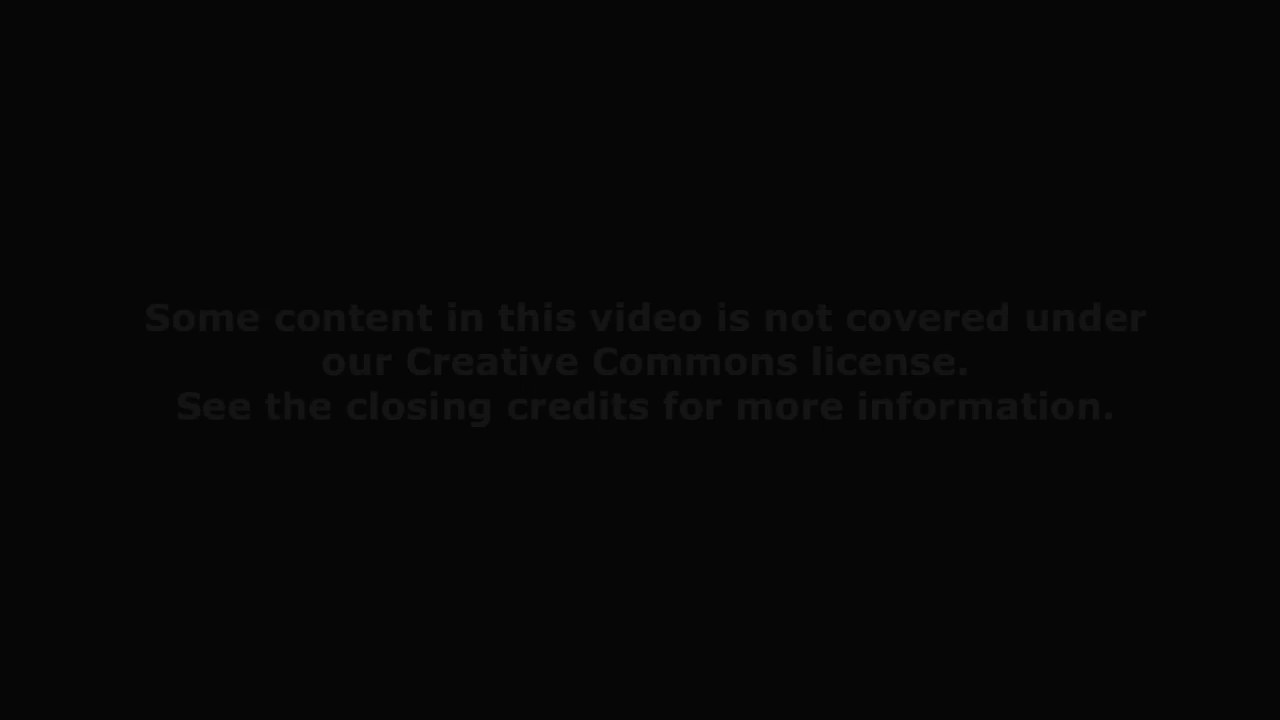 Some content in this video is not covered under
our Creative Commons license.
See the closing credits for more information.